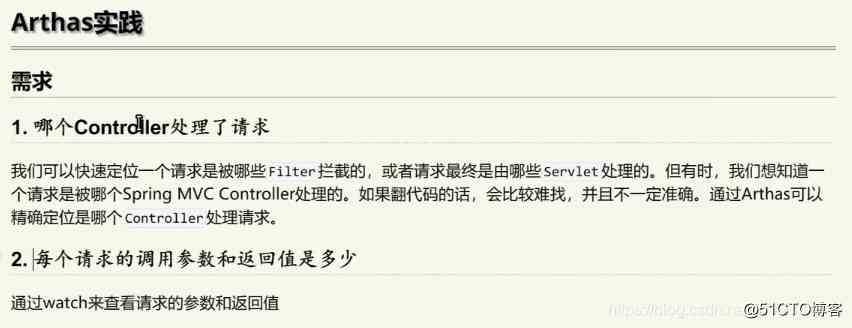 Arthas实践
需求
1. 哪个Controller处理了请求
我们可以快速定位一个请求是被哪些Filter拦截的，或者请求最终是由哪些Servlet处理的。但有时，我们想知道一
个请求是被哪个Spring MVC Controller处理的。如果翻代码的话，会比较难找，并且不一定准确。通过Arthas可以
精确定位是哪个Controller处理请求。
2. 每个请求的调用参数和返回值是多少
通过watch来查看请求的参数和返回值
@51CTO博客